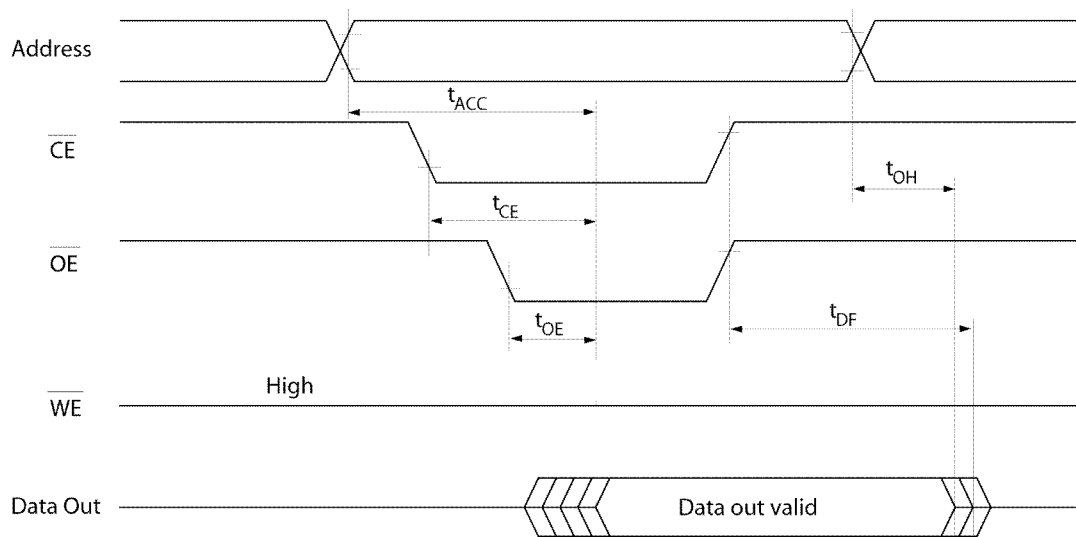 Address
tACC
CE
tOH
tCE
OE
tDF
tOE
High
WE
Data Out
Data out valid